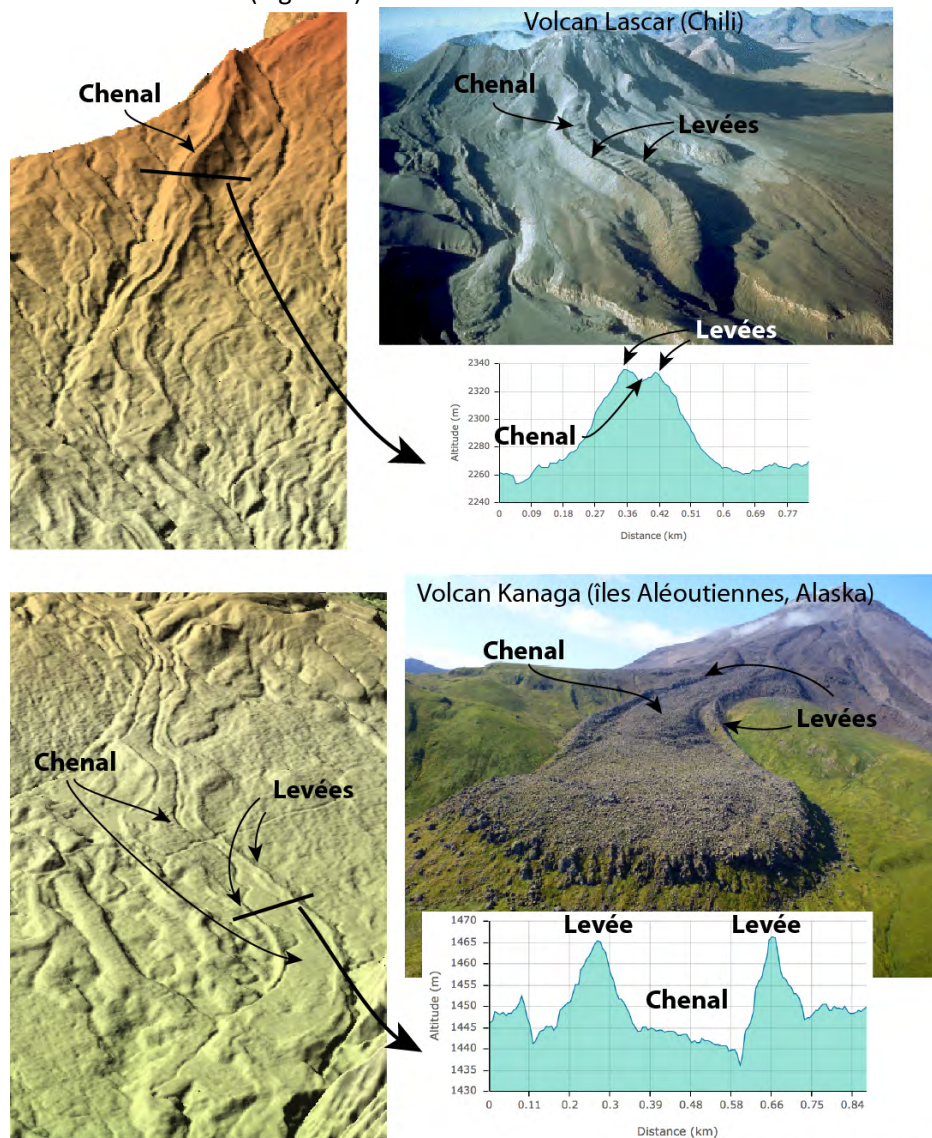 Volcan Lascar (Chili)
Chenal
Chenal
Levées
Levées
2340
2320
2300
2280
2260
2240
Altitude (m)
Chenal
0 0.09 0.18 0.27 0.36 0.42 0.51 0.6 0.69 0.77
Distance (km)
Volcan Kanaga (îles Aléoutiennes, Alaska)
Chenal
Levées
Chenal
Levées
Levée Levée
Chenal
1470
1465
1460
1455
1450
1445
1440
1435
1430
Altitude (m)
0 0.11 0.2 0.29 0.39 0.48 0.58 0.66 0.75 0.84
Distance (km)